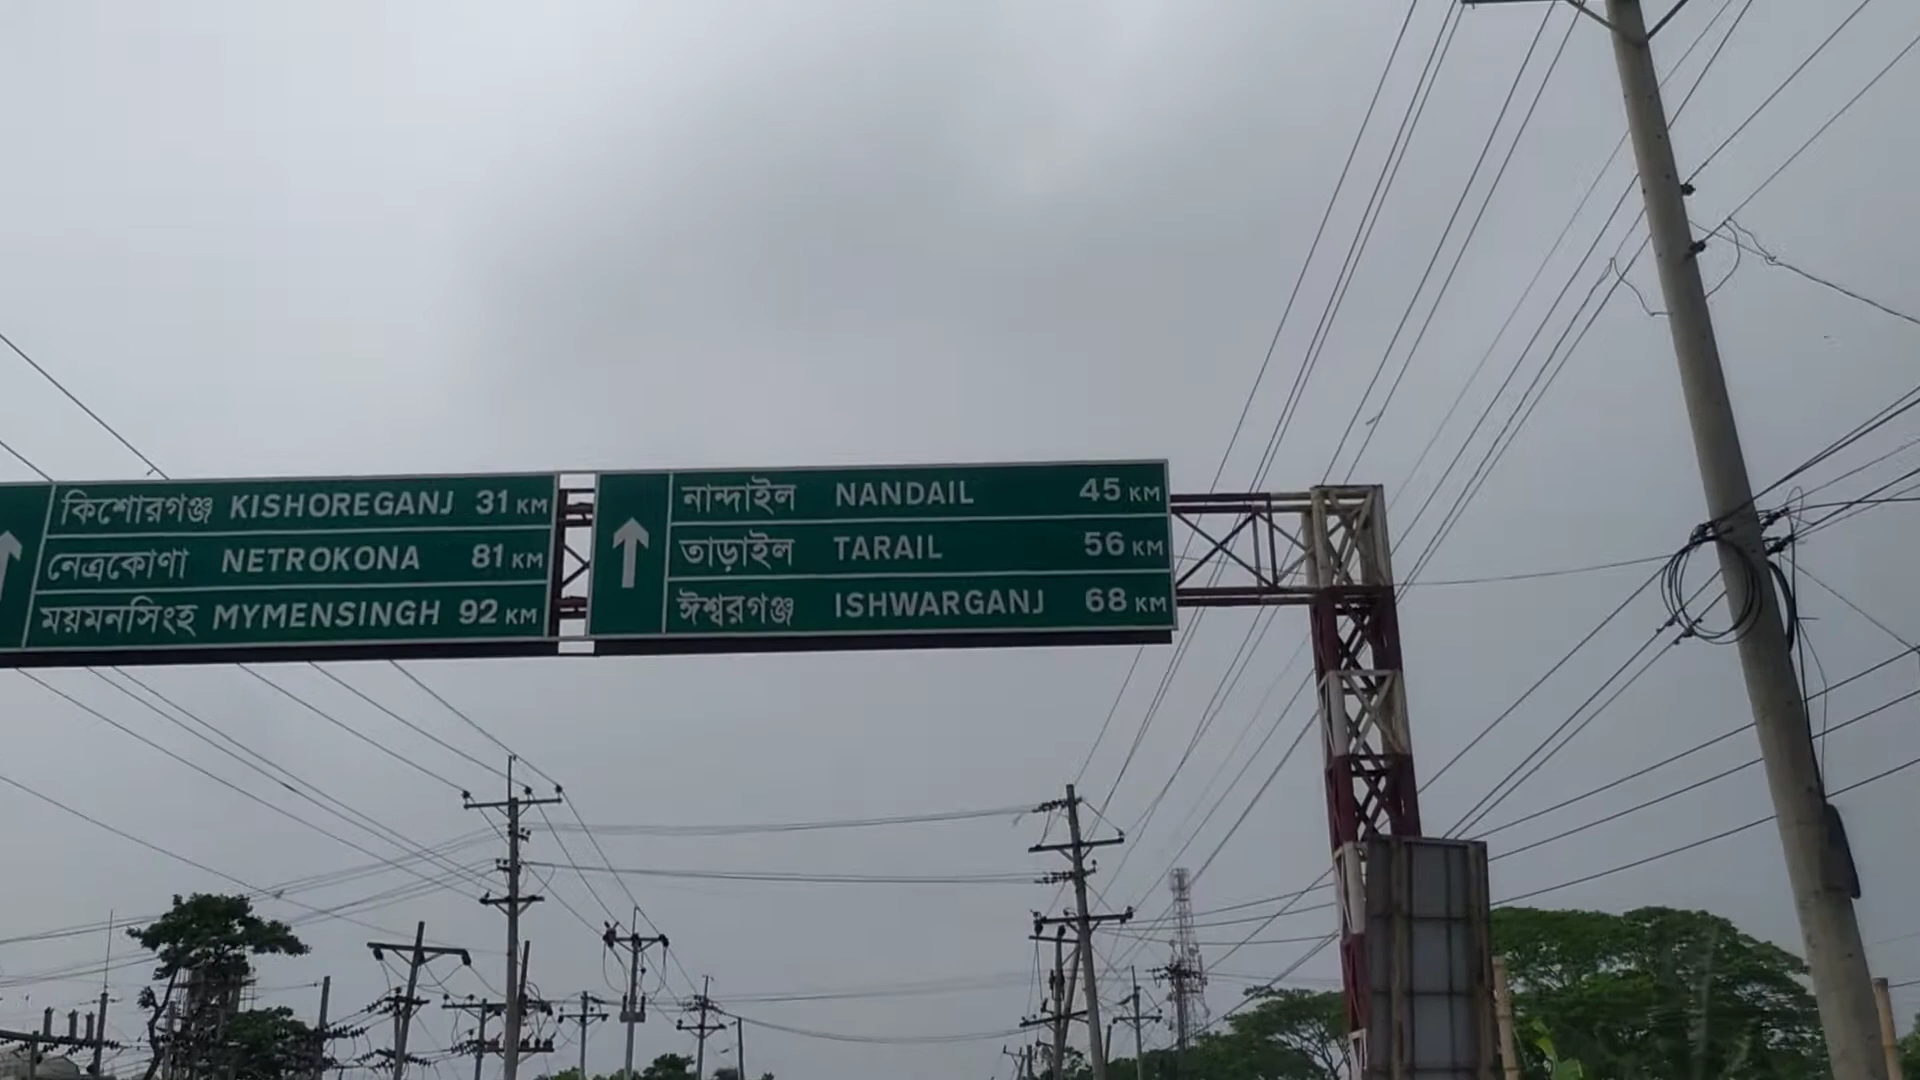 কিশোরগঞ্জ KISHOREGANJ 31 KM
নেত্রকোণা NETROKONA 81 KM
ময়মনসিংহ MYMENSINGH 92 KM
নান্দাইল NANDAIL 45 KM
তাড়াইল TARAIL 56 KM
ঈশ্বরগঞ্জ ISHWARGANJ 68 KM